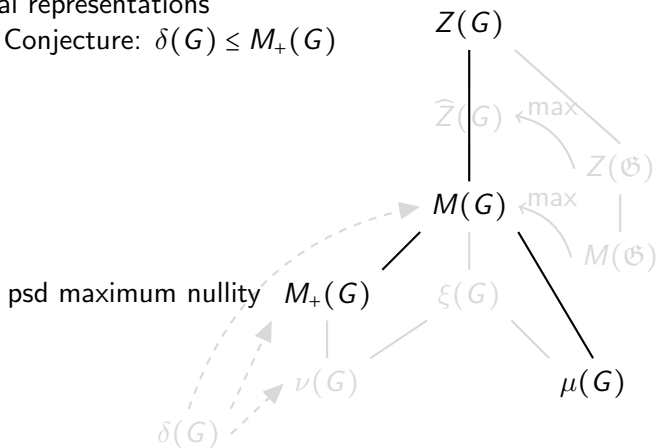 al representations
Z(G)
Conjecture: δ(G) ≤ M₊(G)
Ẑ(G) max
Z(𝔊)
M(G) max
M(𝔊)
psd maximum nullity M₊(G) ξ(G)
ν(G) μ(G)
δ(G)